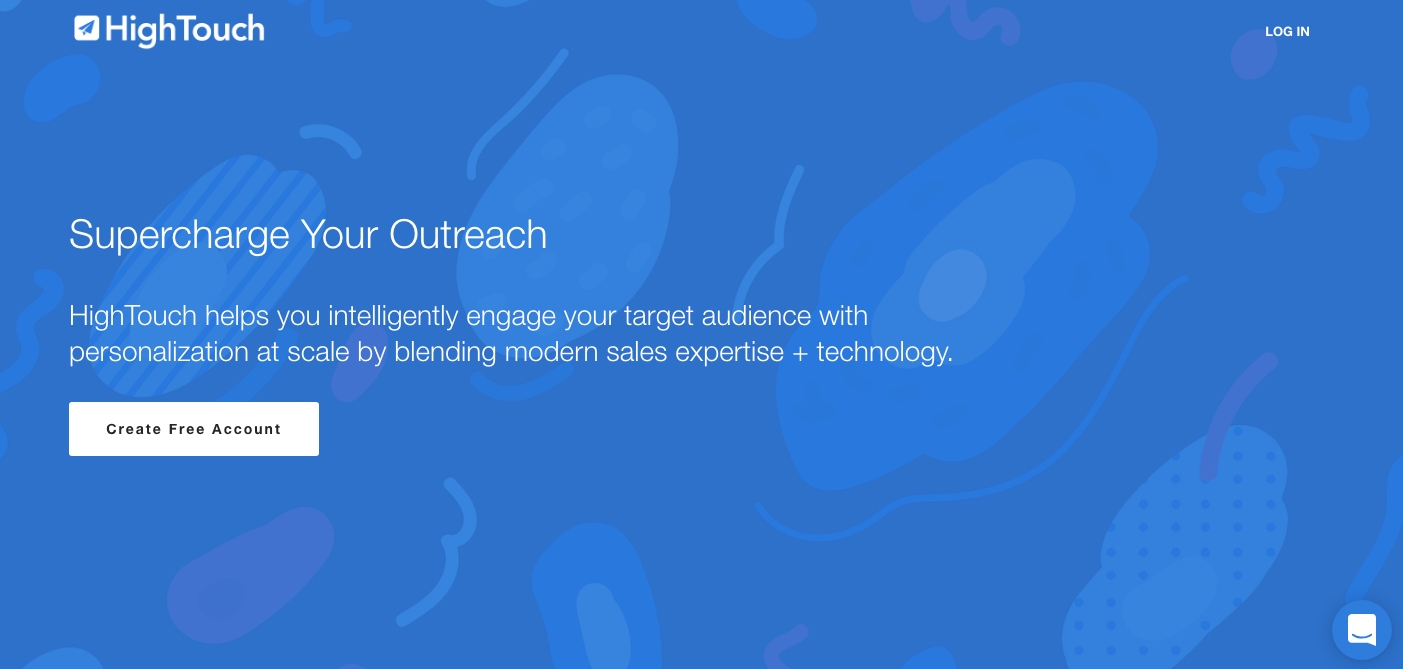 HighTouch
LOG IN
Supercharge Your Outreach
HighTouch helps you intelligently engage your target audience with
personalization at scale by blending modern sales expertise + technology.
Create Free Account